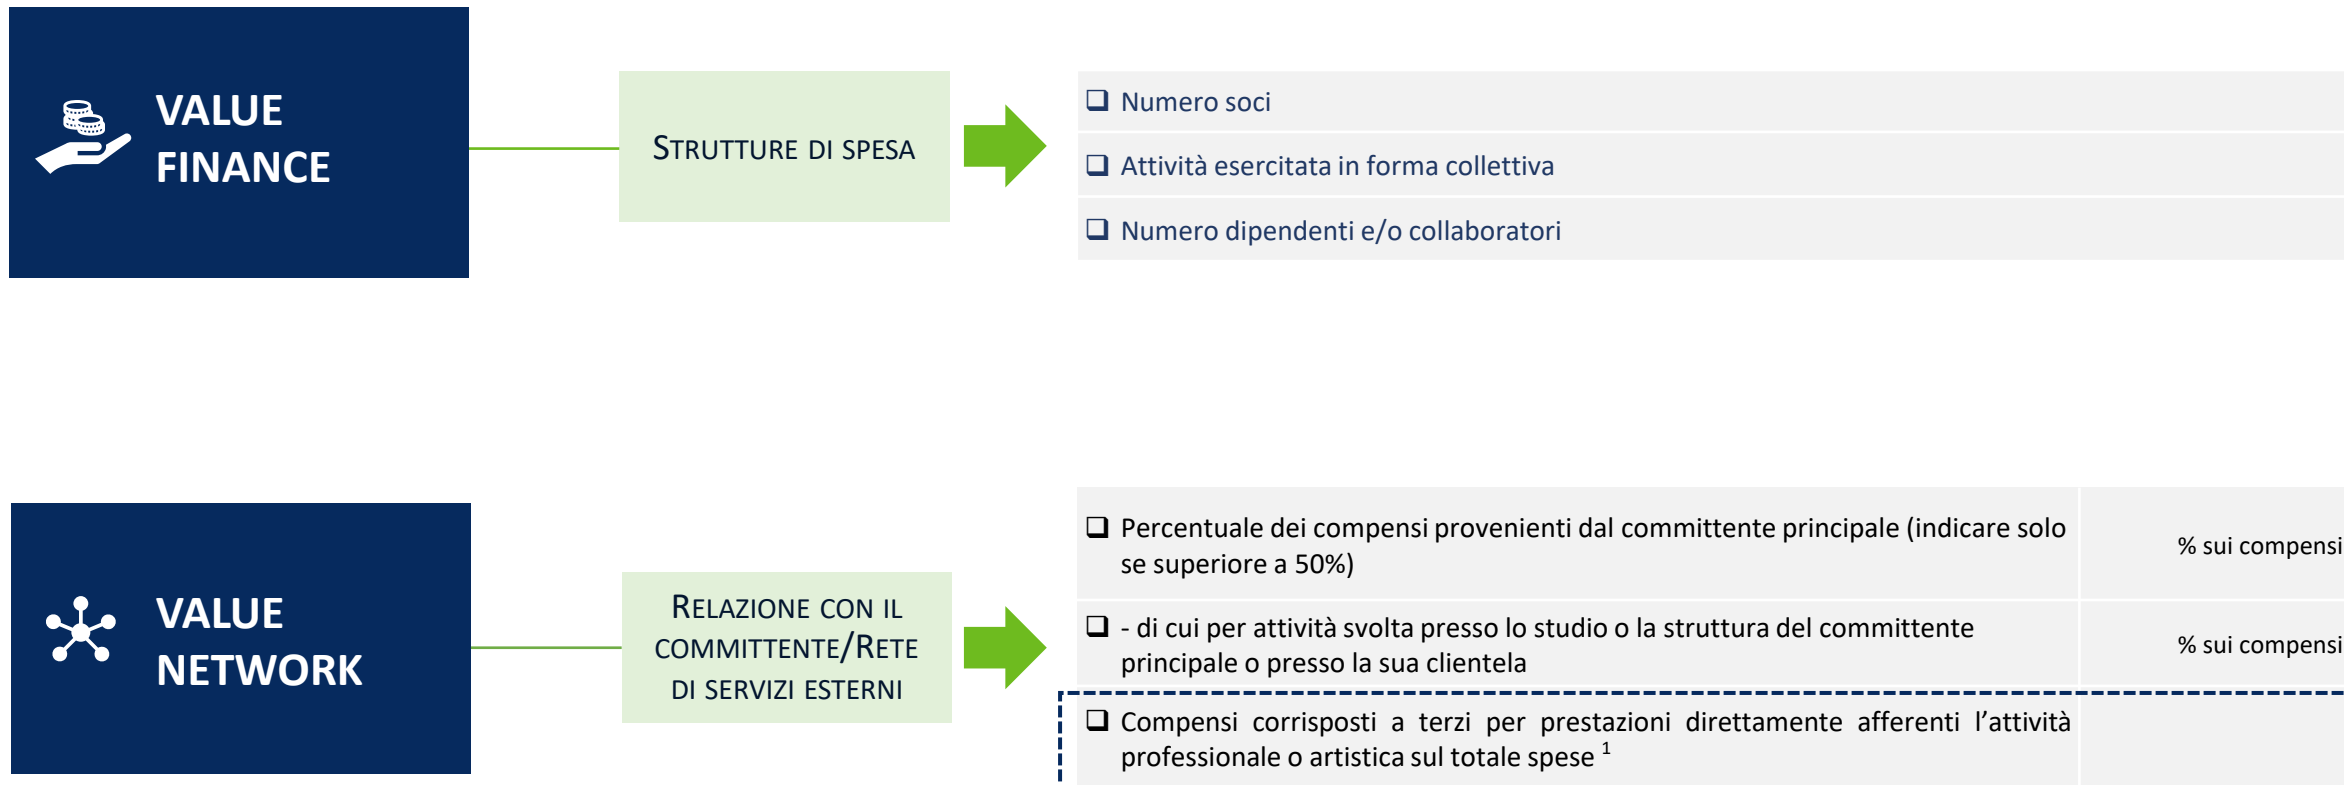 VALUE
FINANCE
STRUTTURE DI SPESA
❑ Numero soci
❑ Attività esercitata in forma collettiva
❑ Numero dipendenti e/o collaboratori
VALUE
NETWORK
RELAZIONE CON IL
COMMITTENTE/RETE
DI SERVIZI ESTERNI
❑ Percentuale dei compensi provenienti dal committente principale (indicare solo
se superiore a 50%)
% sui compensi
❑ - di cui per attività svolta presso lo studio o la struttura del committente
principale o presso la sua clientela
% sui compensi
❑ Compensi corrisposti a terzi per prestazioni direttamente afferenti l’attività
professionale o artistica sul totale spese ¹